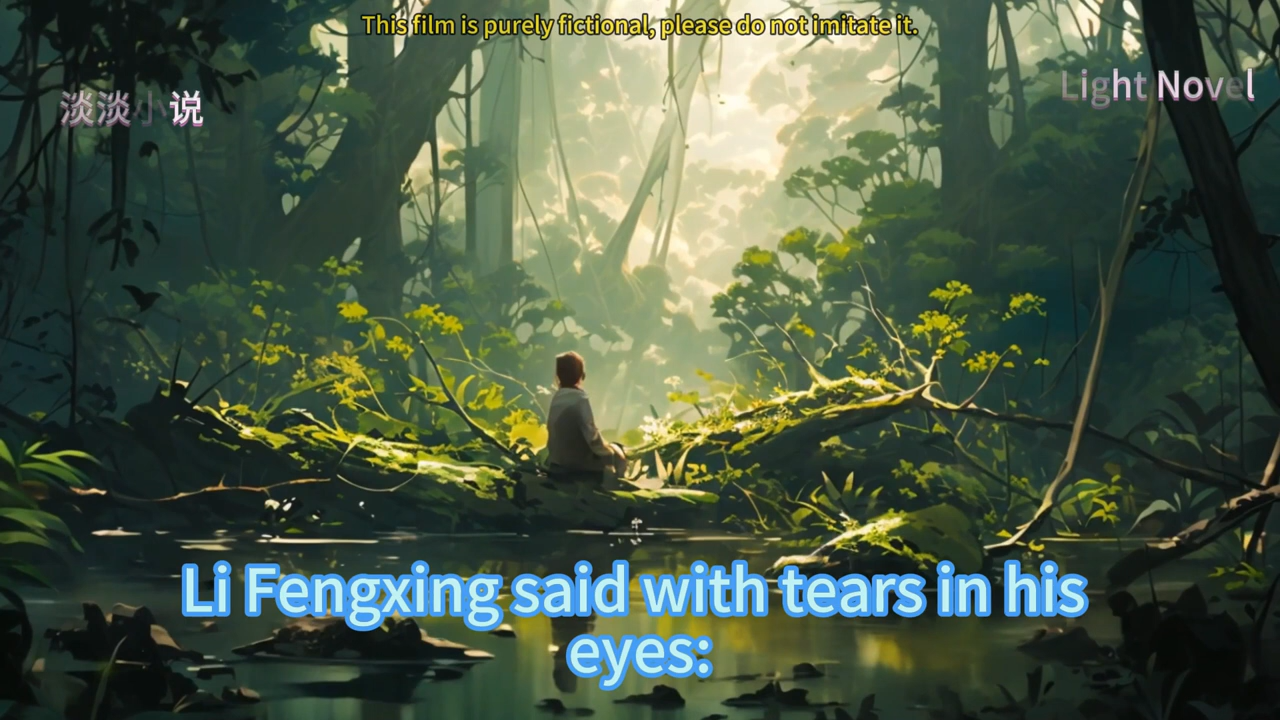 This film is purely fictional, please do not imitate it.
Light Novel
淡淡小说
Li Fengxing said with tears in his
eyes: